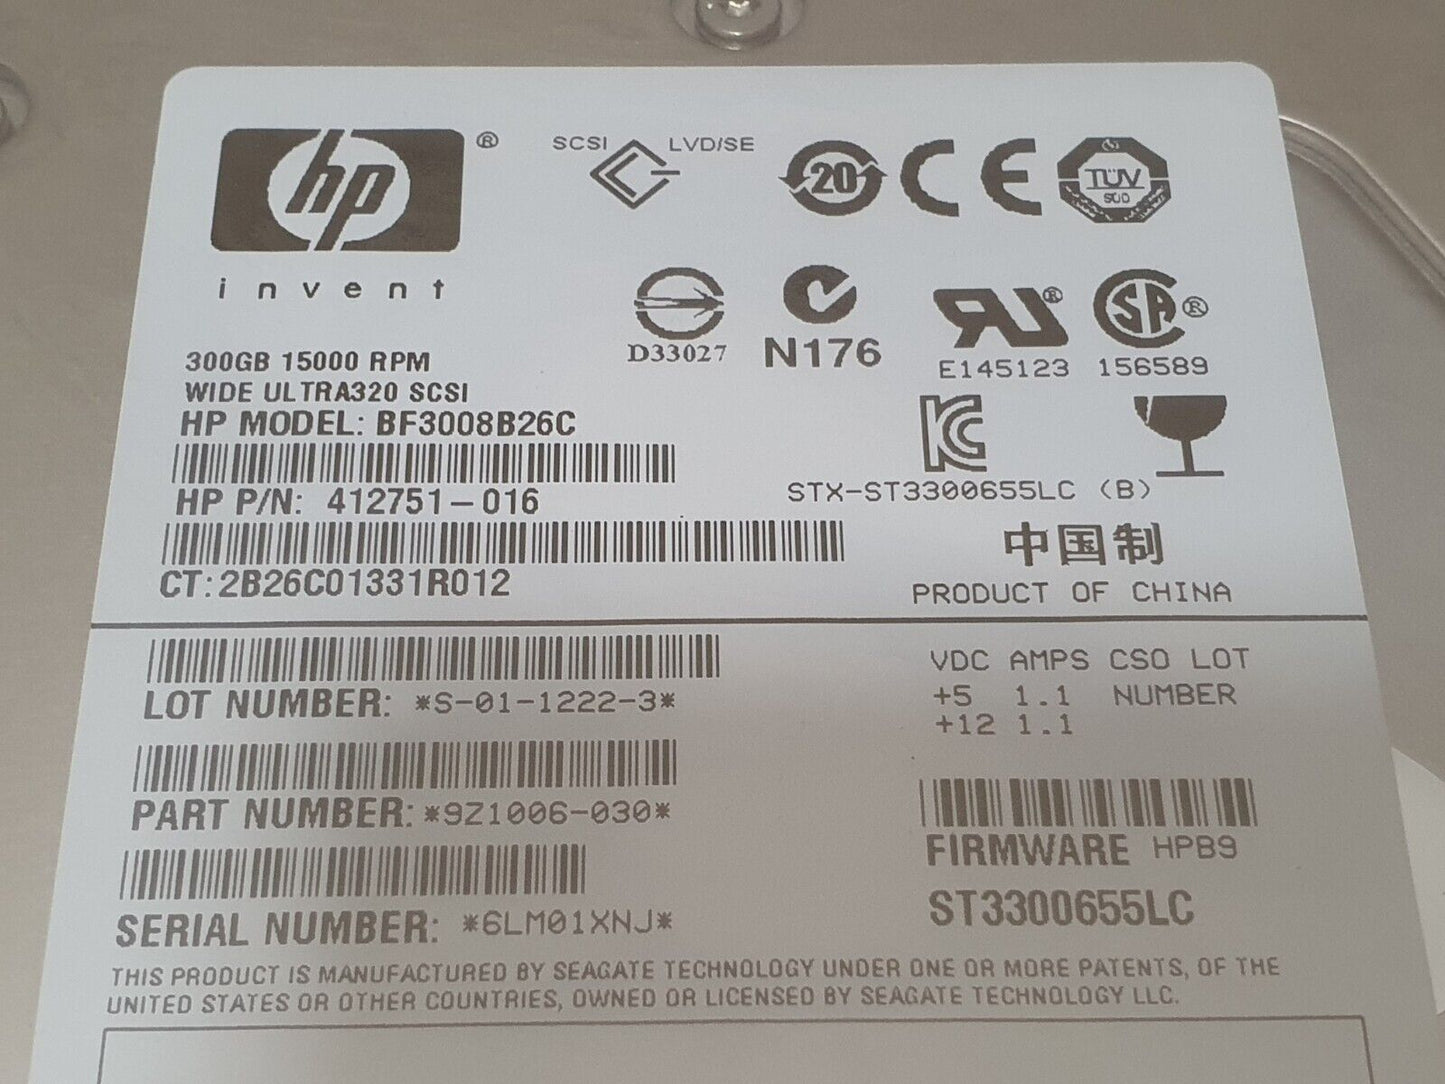 hp ®
invent
SCSI LVD/SE
20
CE
TÜV
SÜD
D33027
N176
E145123
SA ®
156589
300GB 15000 RPM
WIDE ULTRA320 SCSI
HP MODEL: BF3008B26C
HP P/N: 412751-016
CT:2B26C01331R012
STX-ST3300655LC (B)
中国制
PRODUCT OF CHINA
LOT NUMBER: *S-01-1222-3*
PART NUMBER: *9Z1006-030*
SERIAL NUMBER: *6LM01XNJ*
VDC AMPS CSO LOT
+5 1.1 NUMBER
+12 1.1
FIRMWARE HPB9
ST3300655LC
THIS PRODUCT IS MANUFACTURED BY SEAGATE TECHNOLOGY UNDER ONE OR MORE PATENTS, OF THE
UNITED STATES OR OTHER COUNTRIES, OWNED OR LICENSED BY SEAGATE TECHNOLOGY LLC.